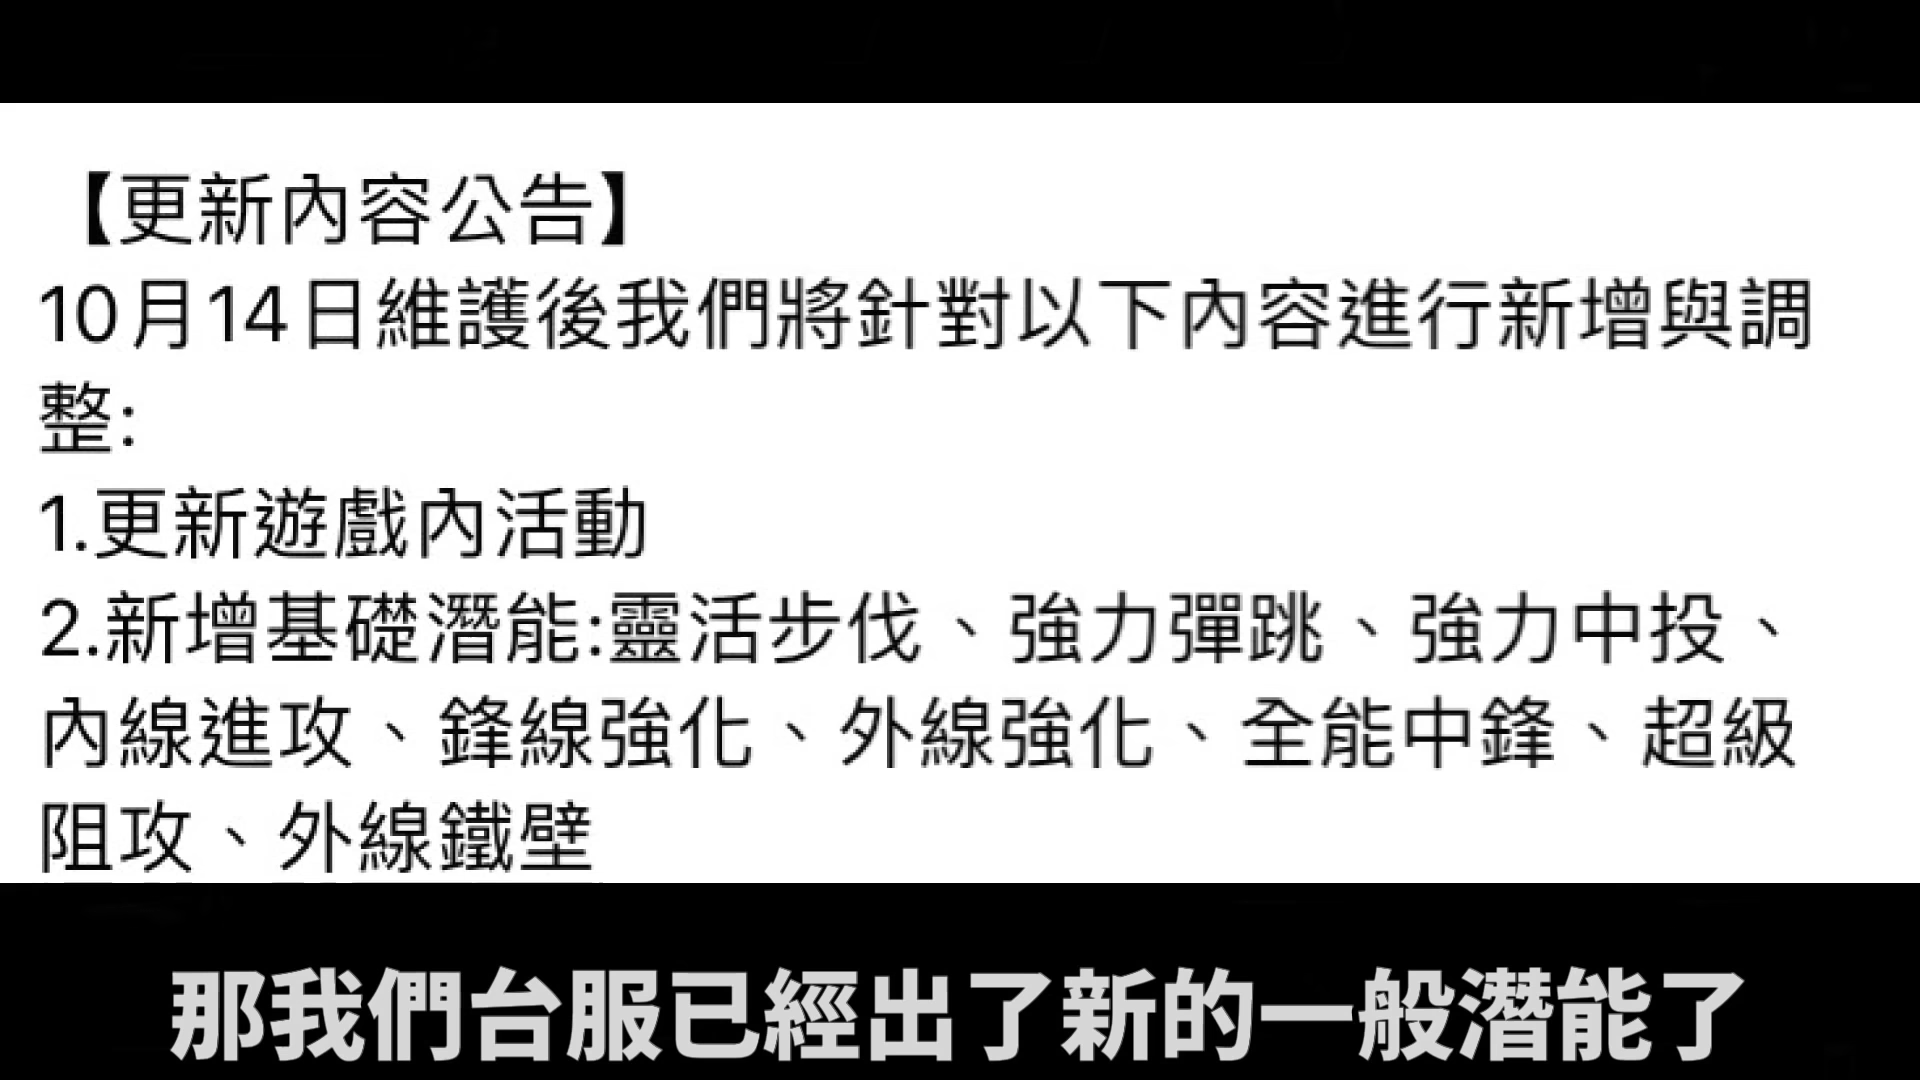 【更新內容公告】
10月14日維護後我們將針對以下內容進行新增與調
整:
1.更新遊戲內活動
2.新增基礎潛能:靈活步伐、強力彈跳、強力中投、
內線進攻、鋒線強化、外線強化、全能中鋒、超級
阻攻、外線鐵壁
那我們台服已經出了新的一般潛能了